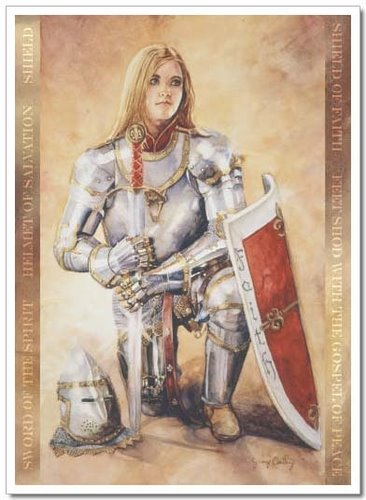 SWORD OF THE SPIRIT HELMET OF SALVATION SHIELD
SHIELD OF FAITH FEET SHOD WITH THE GOSPEL OF PEACE